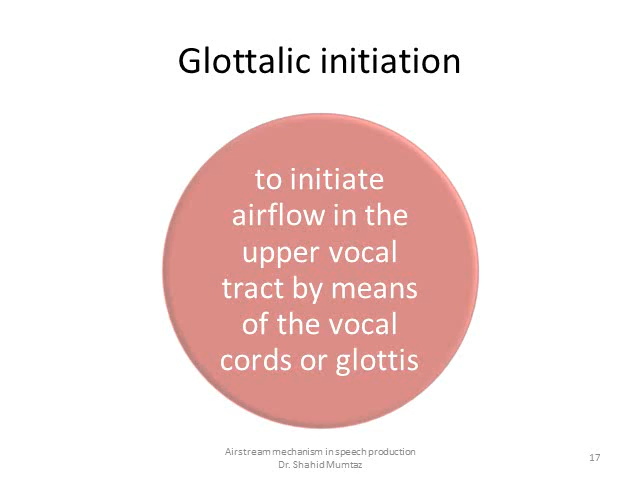 Glottalic initiation
to initiate
airflow in the
upper vocal
tract by means
of the vocal
cords or glottis
Airstream mechanism in speech production
Dr. Shahid Mumtaz
17